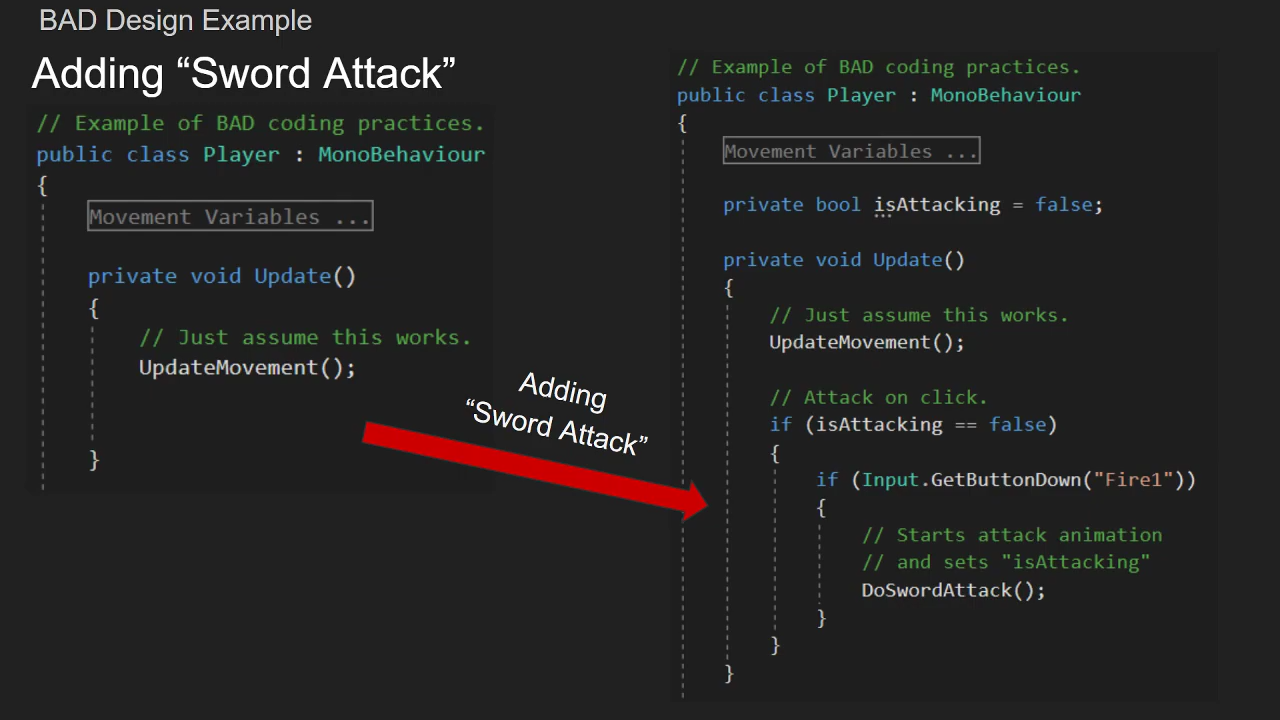 BAD Design Example
Adding “Sword Attack”
// Example of BAD coding practices.
public class Player : MonoBehaviour
{
Movement Variables ...
private void Update()
{
// Just assume this works.
UpdateMovement();
}
Adding
“Sword Attack”
// Example of BAD coding practices.
public class Player : MonoBehaviour
{
Movement Variables ...
private bool isAttacking = false;
private void Update()
{
// Just assume this works.
UpdateMovement();
// Attack on click.
if (isAttacking == false)
{
if (Input.GetButtonDown("Fire1"))
{
// Starts attack animation
// and sets "isAttacking"
DoSwordAttack();
}
}
}